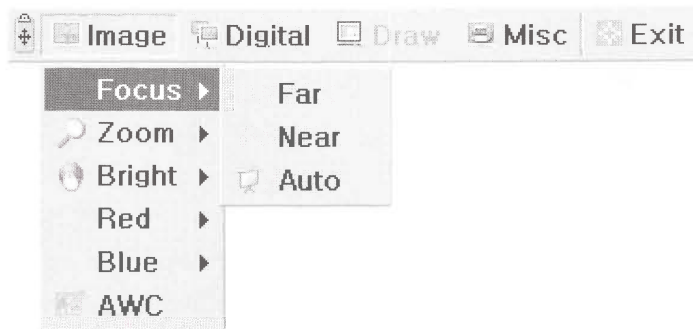 Image Digital Draw Misc Exit
Focus Far
Zoom Near
Bright Auto
Red
Blue
AWC